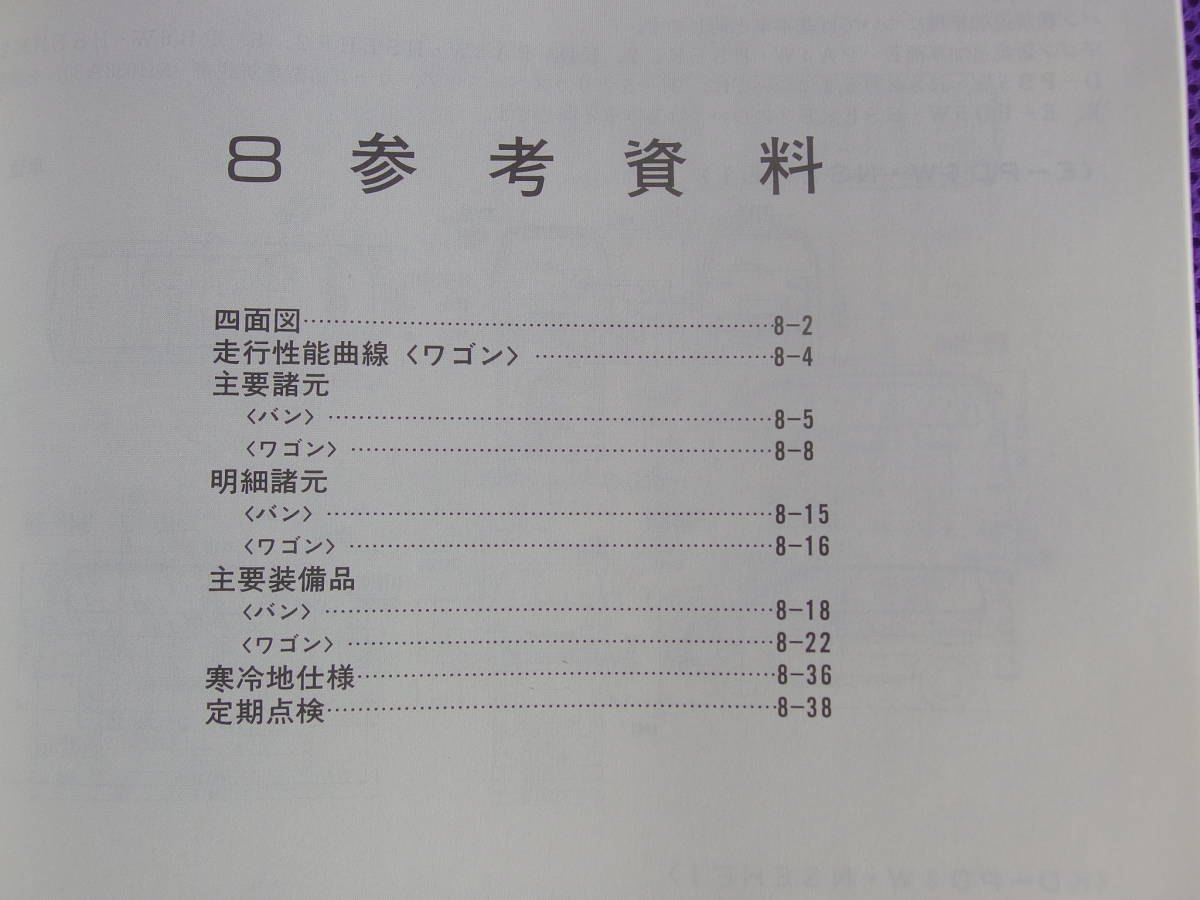 8 参考資料
四面図……8-2
走行性能曲線〈ワゴン〉……8-4
主要諸元
〈バン〉……8-5
〈ワゴン〉……8-8
明細諸元
〈バン〉……8-15
〈ワゴン〉……8-16
主要装備品
〈バン〉……8-18
〈ワゴン〉……8-22
寒冷地仕様……8-36
定期点検……8-38